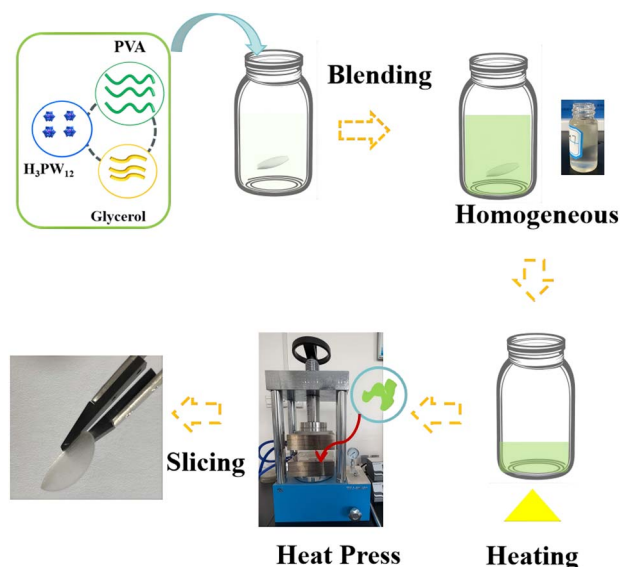 PVA
H₃PW₁₂
Glycerol
Blending
Homogeneous
Heating
Heat Press
Slicing